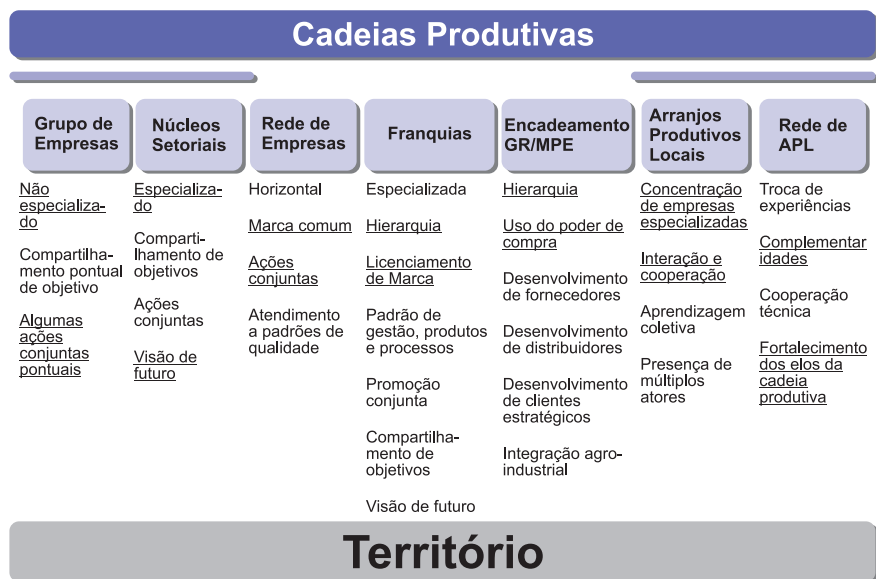 Cadeias Produtivas
Grupo de
Empresas
Não
especializa-
do
Compartilha-
mento pontual
de objetivo
Algumas
ações
conjuntas
pontuais
Núcleos
Setoriais
Especializa-
do
Comparti-
lhamento de
objetivos
Ações
conjuntas
Visão de
futuro
Rede de
Empresas
Horizontal
Marca comum
Ações
conjuntas
Atendimento
a padrões de
qualidade
Franquias
Especializada
Hierarquia
Licenciamento
de Marca
Padrão de
gestão, produtos
e processos
Promoção
conjunta
Compartilha-
mento de
objetivos
Visão de futuro
Encadeamento
GR/MPE
Hierarquia
Uso do poder de
compra
Desenvolvimento
de fornecedores
Desenvolvimento
de distribuidores
Desenvolvimento
de clientes
estratégicos
Integração agro-
industrial
Arranjos
Produtivos
Locais
Concentração
de empresas
especializadas
Interação e
cooperação
Aprendizagem
coletiva
Presença de
múltiplos
atores
Rede de
APL
Troca de
experiências
Complementar
idades
Cooperação
técnica
Fortalecimento
dos elos da
cadeia
produtiva
Território